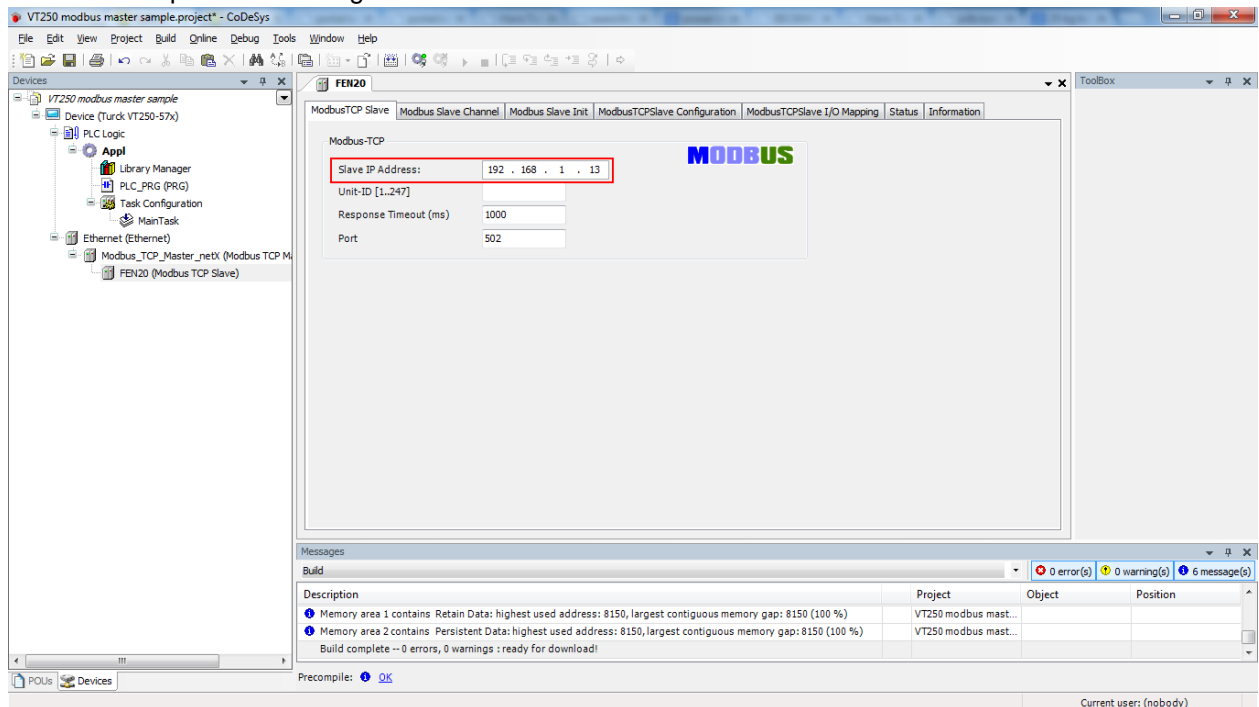 VT250 modbus master sample.project* - CoDeSys
File Edit View Project Build Online Debug Tools Window Help
Devices
VT250 modbus master sample
Device (Turck VT250-57x)
PLC Logic
Appl
Library Manager
PLC_PRG (PRG)
Task Configuration
MainTask
Ethernet (Ethernet)
Modbus_TCP_Master_netX (Modbus TCP Ma
FEN20 (Modbus TCP Slave)
POUs Devices
FEN20
ModbusTCP Slave Modbus Slave Channel Modbus Slave Init ModbusTCPSlave Configuration ModbusTCPSlave I/O Mapping Status Information
Modbus-TCP
MODBUS
Slave IP Address: 192 . 168 . 1 . 13
Unit-ID [1..247]
Response Timeout (ms) 1000
Port 502
ToolBox
Messages
Build 0 error(s) 0 warning(s) 6 message(s)
Description Project Object Position
Memory area 1 contains Retain Data: highest used address: 8150, largest contiguous memory gap: 8150 (100 %) VT250 modbus mast...
Memory area 2 contains Persistent Data: highest used address: 8150, largest contiguous memory gap: 8150 (100 %) VT250 modbus mast...
Build complete -- 0 errors, 0 warnings : ready for download!
Precompile: OK
Current user: (nobody)